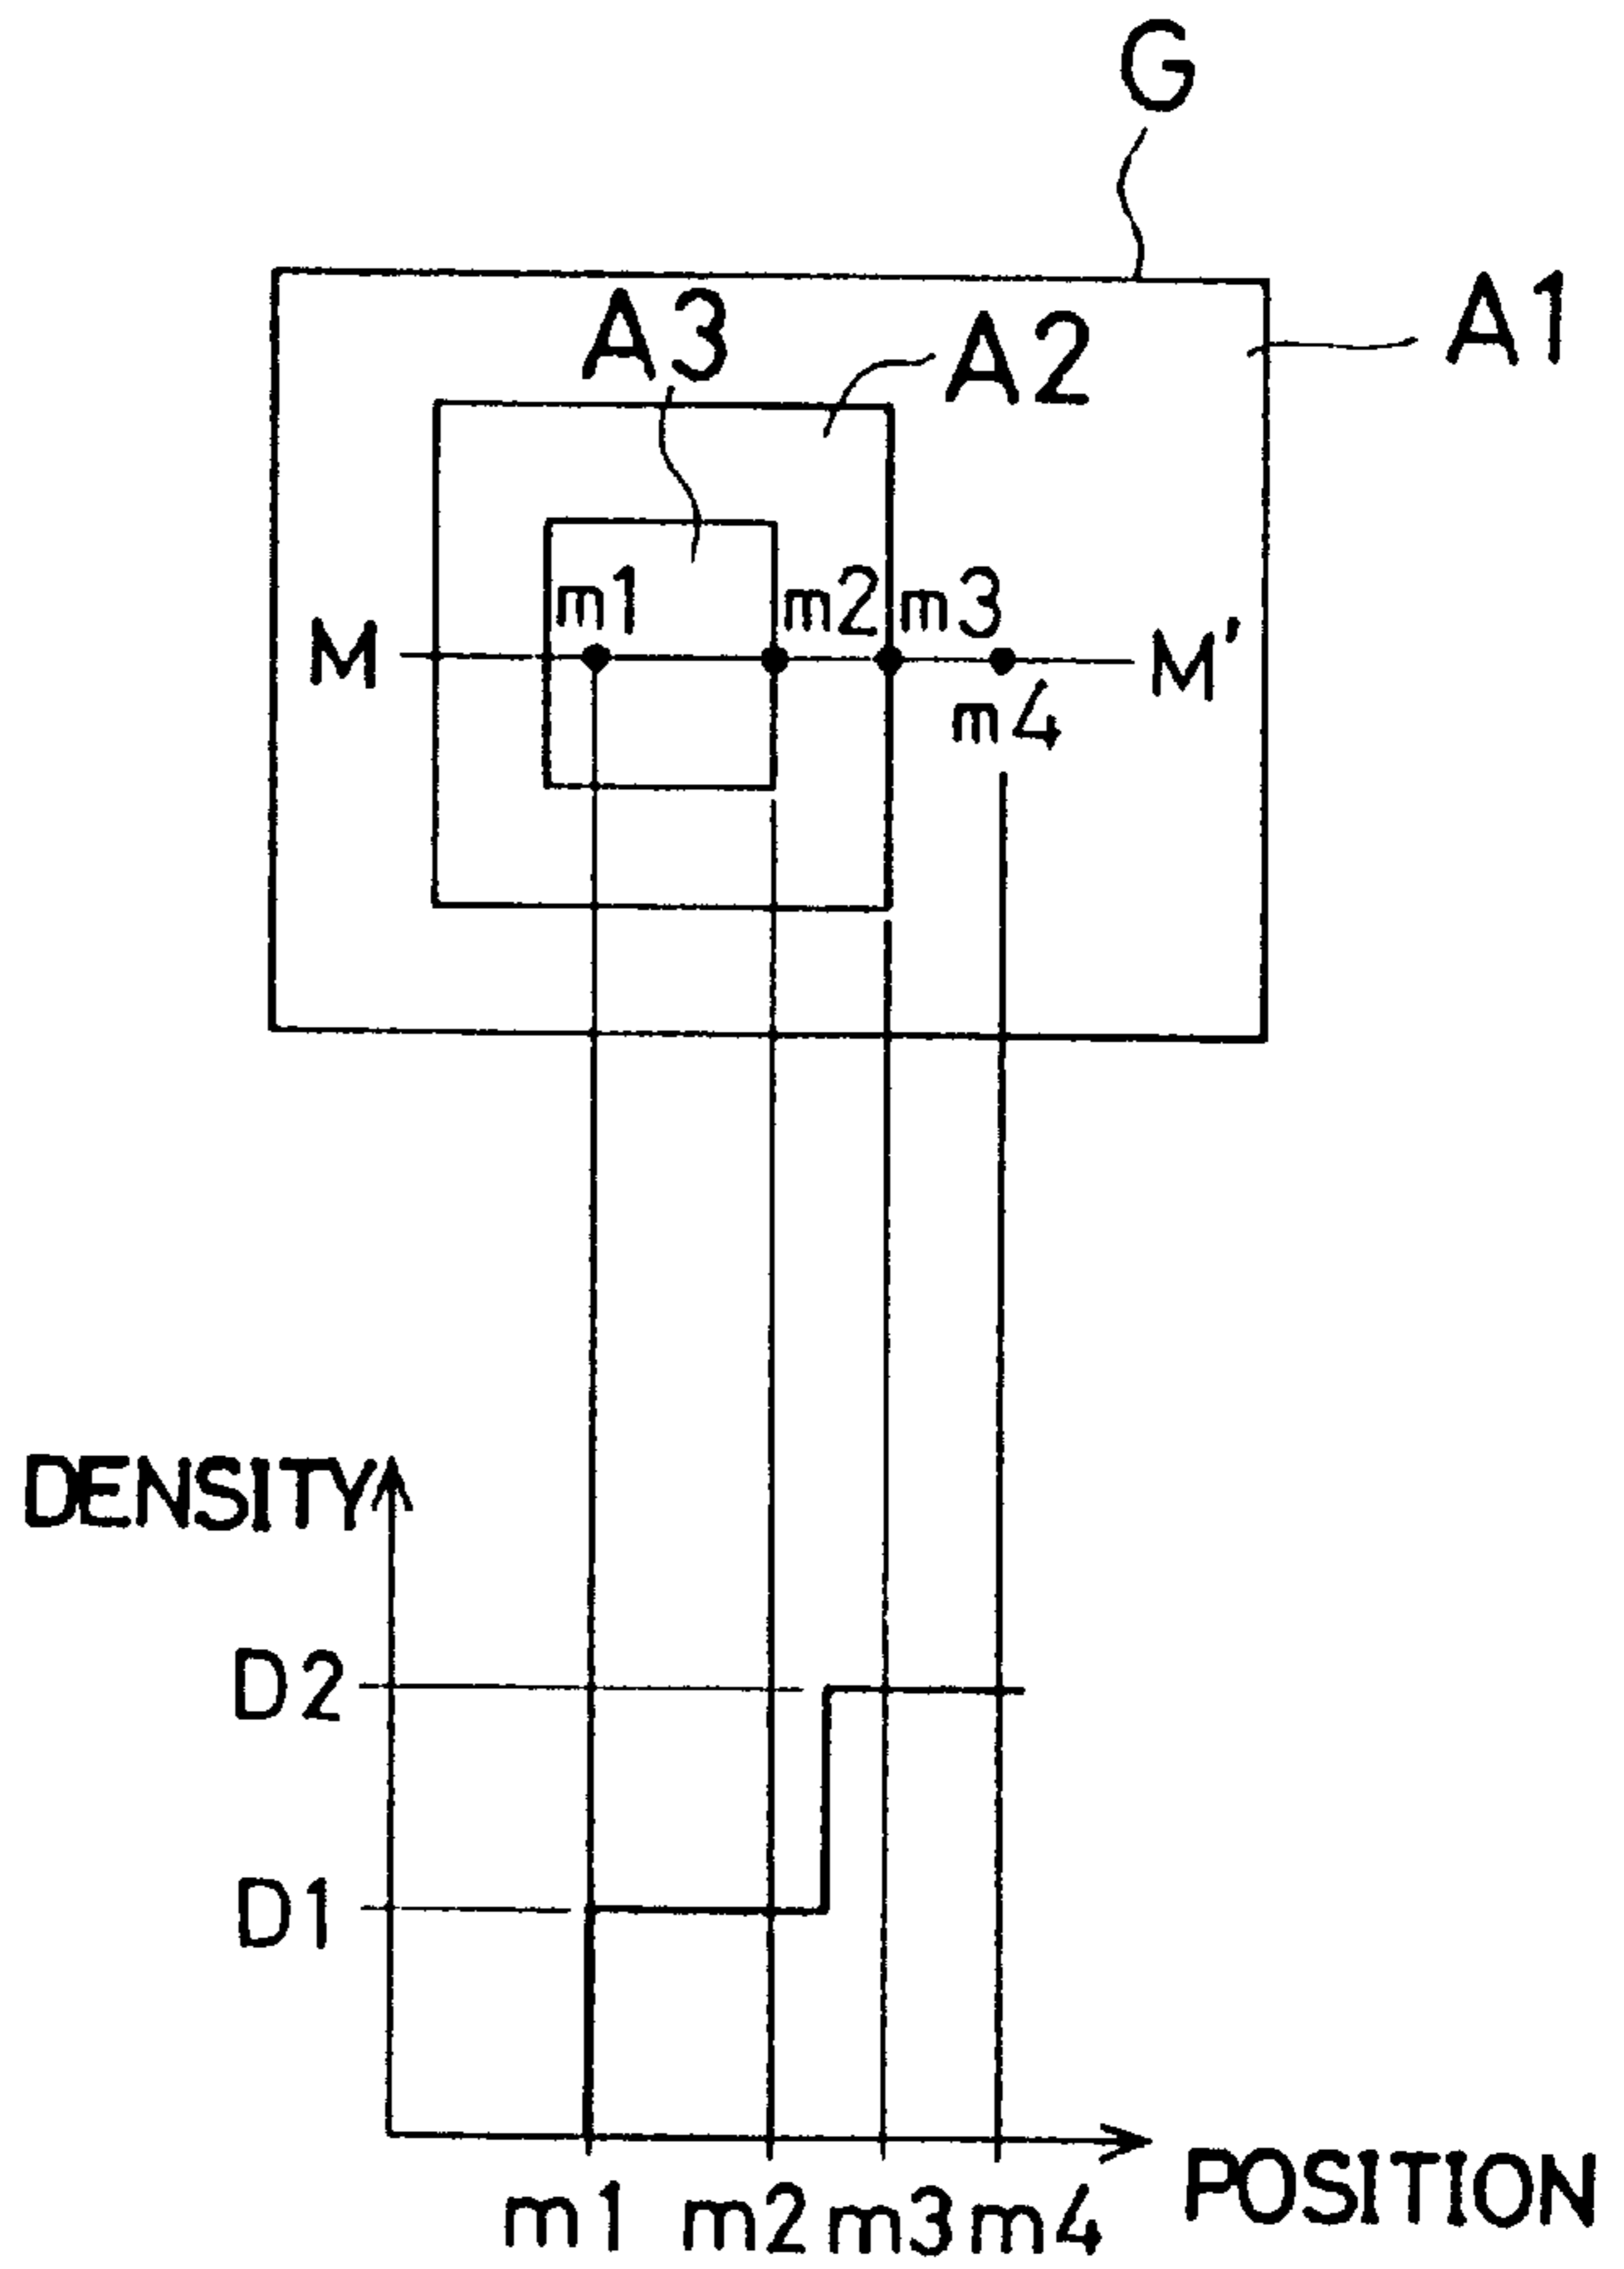 G
A1
A3
A2
m1
m2 m3
M
M'
m4
DENSITY
D2
D1
m1 m2 m3 m4
POSITION